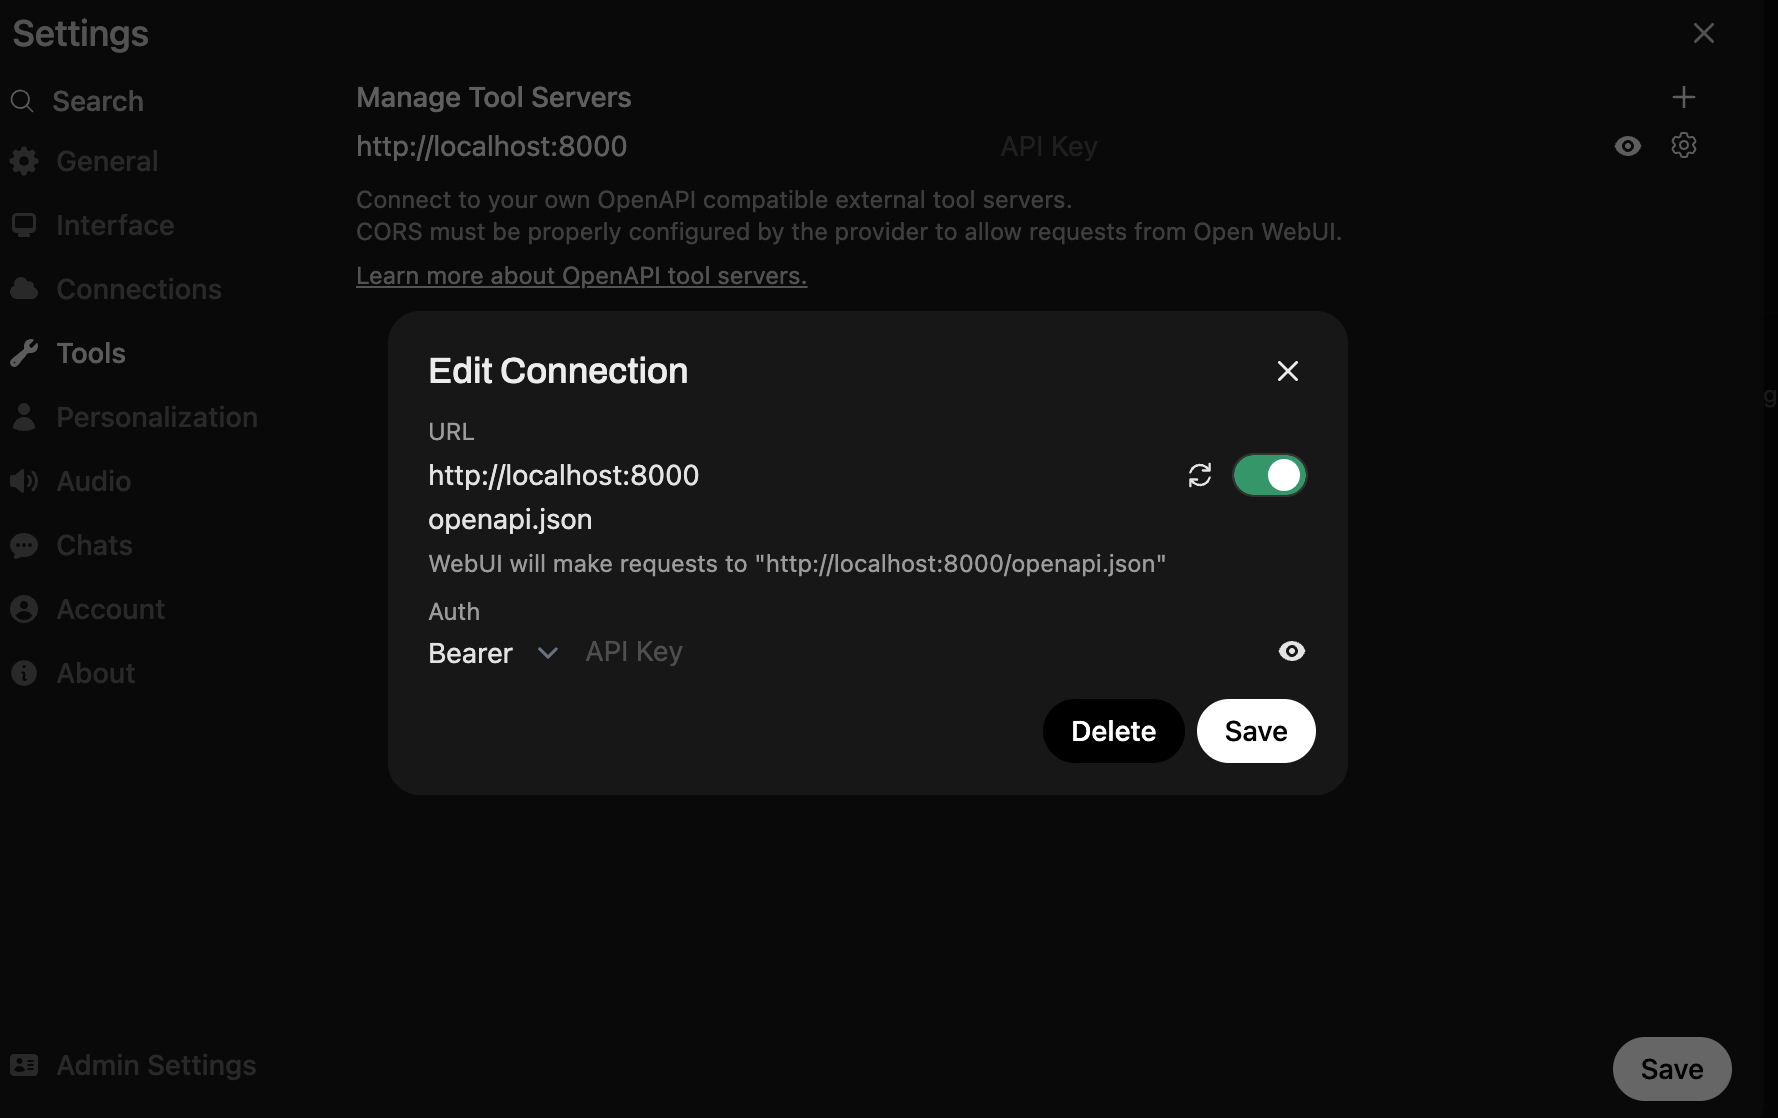 Settings
Search
General
Interface
Connections
Tools
Personalization
Audio
Chats
Account
About
Admin Settings
Manage Tool Servers
http://localhost:8000
API Key
Connect to your own OpenAPI compatible external tool servers.
CORS must be properly configured by the provider to allow requests from Open WebUI.
Learn more about OpenAPI tool servers.
Edit Connection
URL
http://localhost:8000
openapi.json
WebUI will make requests to "http://localhost:8000/openapi.json"
Auth
Bearer API Key
Delete Save
Save